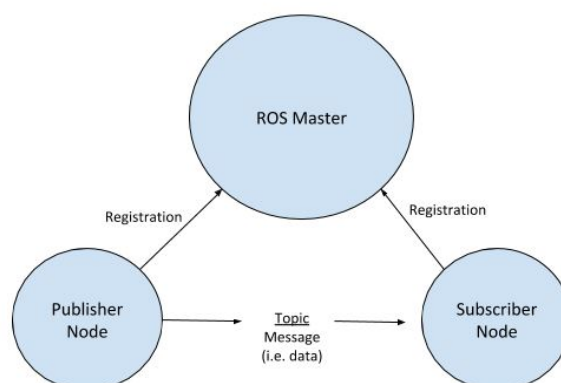 ROS Master
Registration
Registration
Publisher
Node
Topic
Message
(i.e. data)
Subscriber
Node